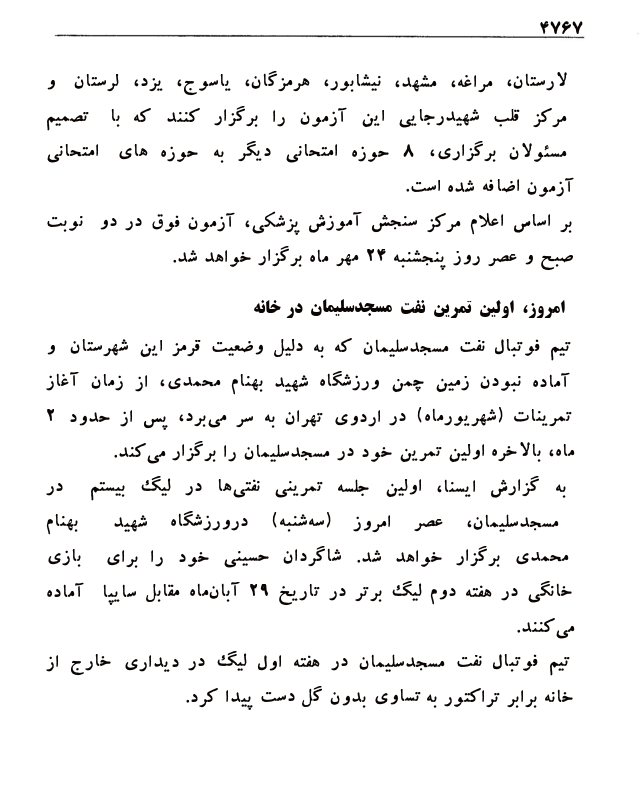 ۴۷۶۷
لارستان، مراغه، مشهد، نیشابور، هرمزگان، یاسوج، یزد، لرستان و
مرکز قلب شهیدرجایی این آزمون را برگزار کنند که با تصمیم
مسئولان برگزاری، ۸ حوزه امتحانی دیگر به حوزه های امتحانی
آزمون اضافه شده است.
بر اساس اعلام مرکز سنجش آموزش پزشکی، آزمون فوق در دو نوبت
صبح و عصر روز پنجشنبه ۲۴ مهر ماه برگزار خواهد شد.
امروز، اولین تمرین نفت مسجدسلیمان در خانه
تیم فوتبال نفت مسجدسلیمان که به دلیل وضعیت قرمز این شهرستان و
آماده نبودن زمین چمن ورزشگاه شهید بهنام محمدی، از زمان آغاز
تمرینات (شهریورماه) در اردوی تهران به سر می‌برد، پس از حدود ۲
ماه، بالاخره اولین تمرین خود در مسجدسلیمان را برگزار می‌کند.
به گزارش ایسنا، اولین جلسه تمرینی نفتی‌ها در لیگ بیستم در
مسجدسلیمان، عصر امروز (سه‌شنبه) درورزشگاه شهید بهنام
محمدی برگزار خواهد شد. شاگردان حسینی خود را برای بازی
خانگی در هفته دوم لیگ برتر در تاریخ ۲۹ آبان‌ماه مقابل سایپا آماده
می‌کنند.
تیم فوتبال نفت مسجدسلیمان در هفته اول لیگ در دیداری خارج از
خانه برابر تراکتور به تساوی بدون گل دست پیدا کرد.